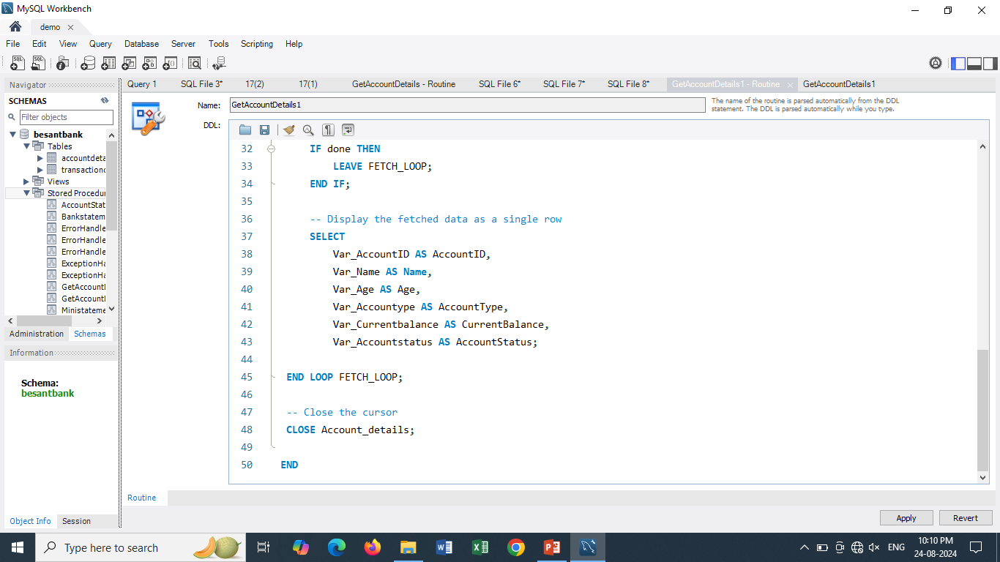 MySQL Workbench
demo
File Edit View Query Database Server Tools Scripting Help
Navigator
SCHEMAS
Filter objects
besantbank
Tables
accountdeta
transaction
Views
Stored Procedur
AccountStat
Bankstatem
ErrorHandle
ErrorHandle
ErrorHandle
ExceptionHa
ExceptionHa
GetAccount
GetAccount
Ministateme
Administration Schemas
Information
Schema:
besantbank
Object Info Session
Query 1 SQL File 3* 17(2) 17(1) GetAccountDetails - Routine SQL File 6* SQL File 7* SQL File 8* GetAccountDetails1 - Routine GetAccountDetails1
Name: GetAccountDetails1
The name of the routine is parsed automatically from the DDL
statement. The DDL is parsed automatically while you type.
DDL:
32 IF done THEN
33 LEAVE FETCH_LOOP;
34 END IF;
35
36 -- Display the fetched data as a single row
37 SELECT
38 Var_AccountID AS AccountID,
39 Var_Name AS Name,
40 Var_Age AS Age,
41 Var_Accountype AS AccountType,
42 Var_Currentbalance AS CurrentBalance,
43 Var_Accountstatus AS AccountStatus;
44
45 END LOOP FETCH_LOOP;
46
47 -- Close the cursor
48 CLOSE Account_details;
49
50 END
Routine
Apply Revert
Type here to search
ENG
10:10 PM
24-08-2024